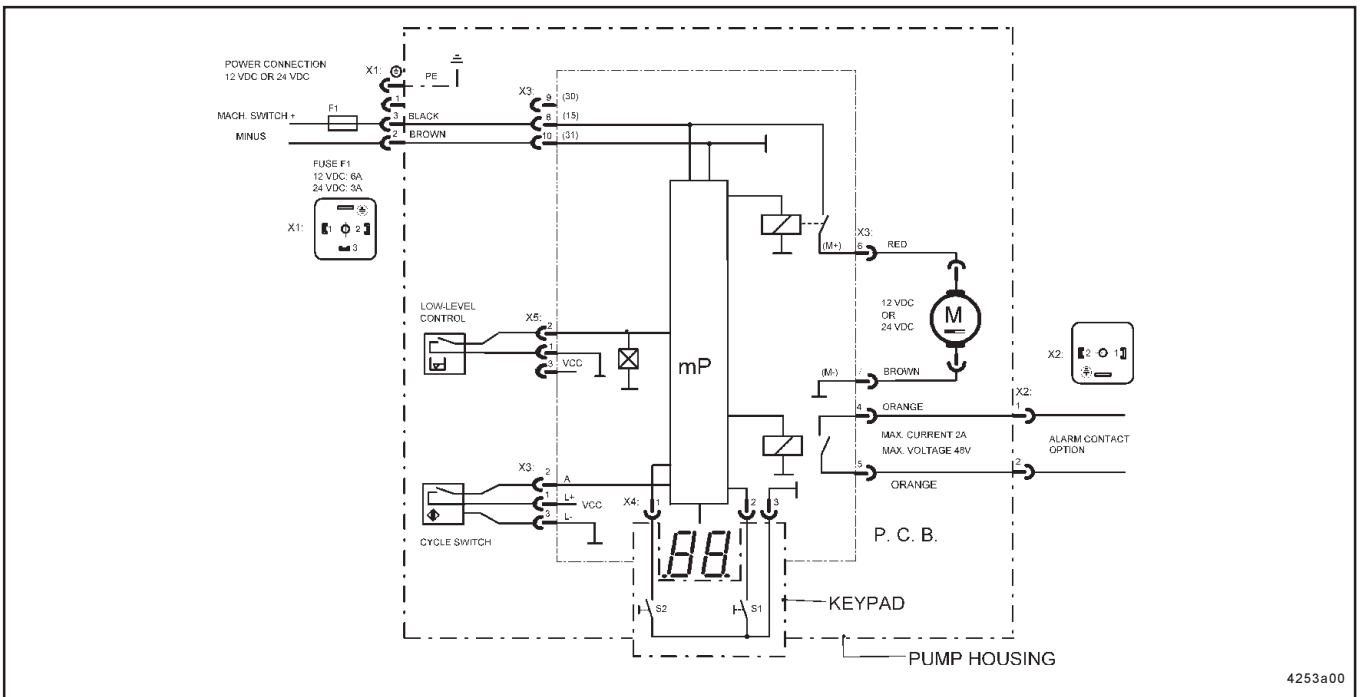 POWER CONNECTION
12 VDC OR 24 VDC
X1:
PE
1
X3:
9 (30)
MACH. SWITCH +
F1
3 BLACK
8 (15)
MINUS
2 BROWN
10 (31)
FUSE F1
12 VDC: 6A
24 VDC: 3A
X1:
1 2
3
(M+)
X3:
6 RED
LOW-LEVEL
CONTROL
X5:
2
1
3 VCC
mP
12 VDC
OR
24 VDC
M
X2:
2 1
(M-)
7 BROWN
4 ORANGE
X2:
1
MAX. CURRENT 2A
MAX. VOLTAGE 48V
ALARM CONTACT
OPTION
5
ORANGE
2
X3:
2 A
1 L+ VCC
3 L-
CYCLE SWITCH
X4: 1 2 3
88
P. C. B.
S2 S1
KEYPAD
PUMP HOUSING
4253a00